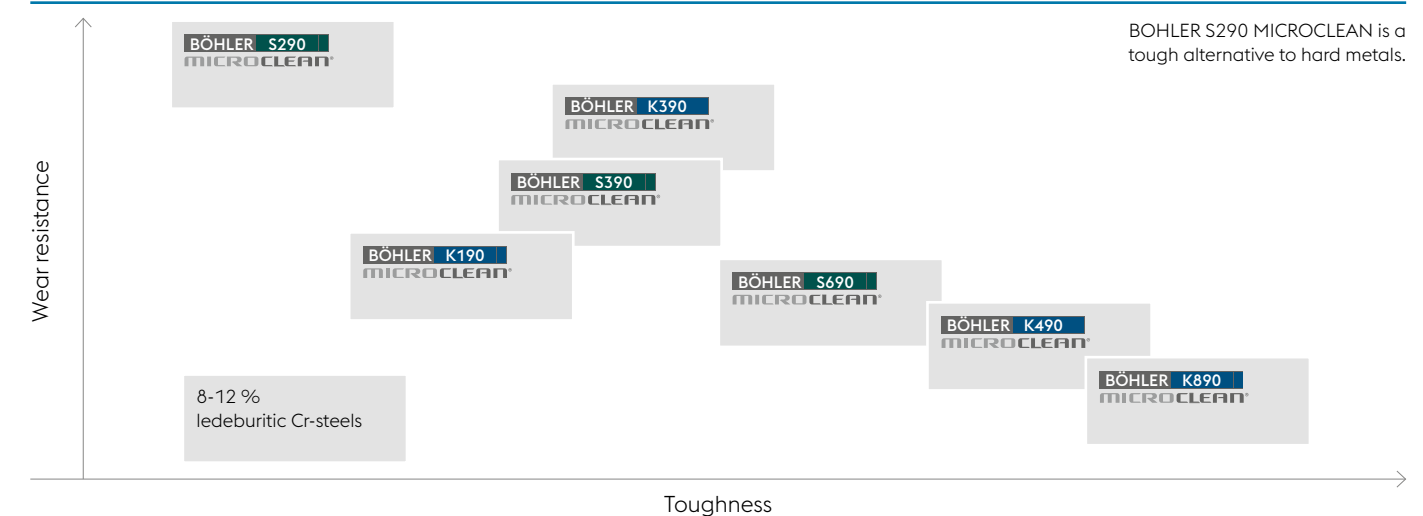 BOHLER S290 MICROCLEAN is a
tough alternative to hard metals.
BÖHLER S290
MICROCLEAN®
BÖHLER K390
MICROCLEAN®
BÖHLER S390
MICROCLEAN®
BÖHLER K190
MICROCLEAN®
BÖHLER S690
MICROCLEAN®
BÖHLER K490
MICROCLEAN®
BÖHLER K890
MICROCLEAN®
8-12 %
ledeburitic Cr-steels
Wear resistance
Toughness